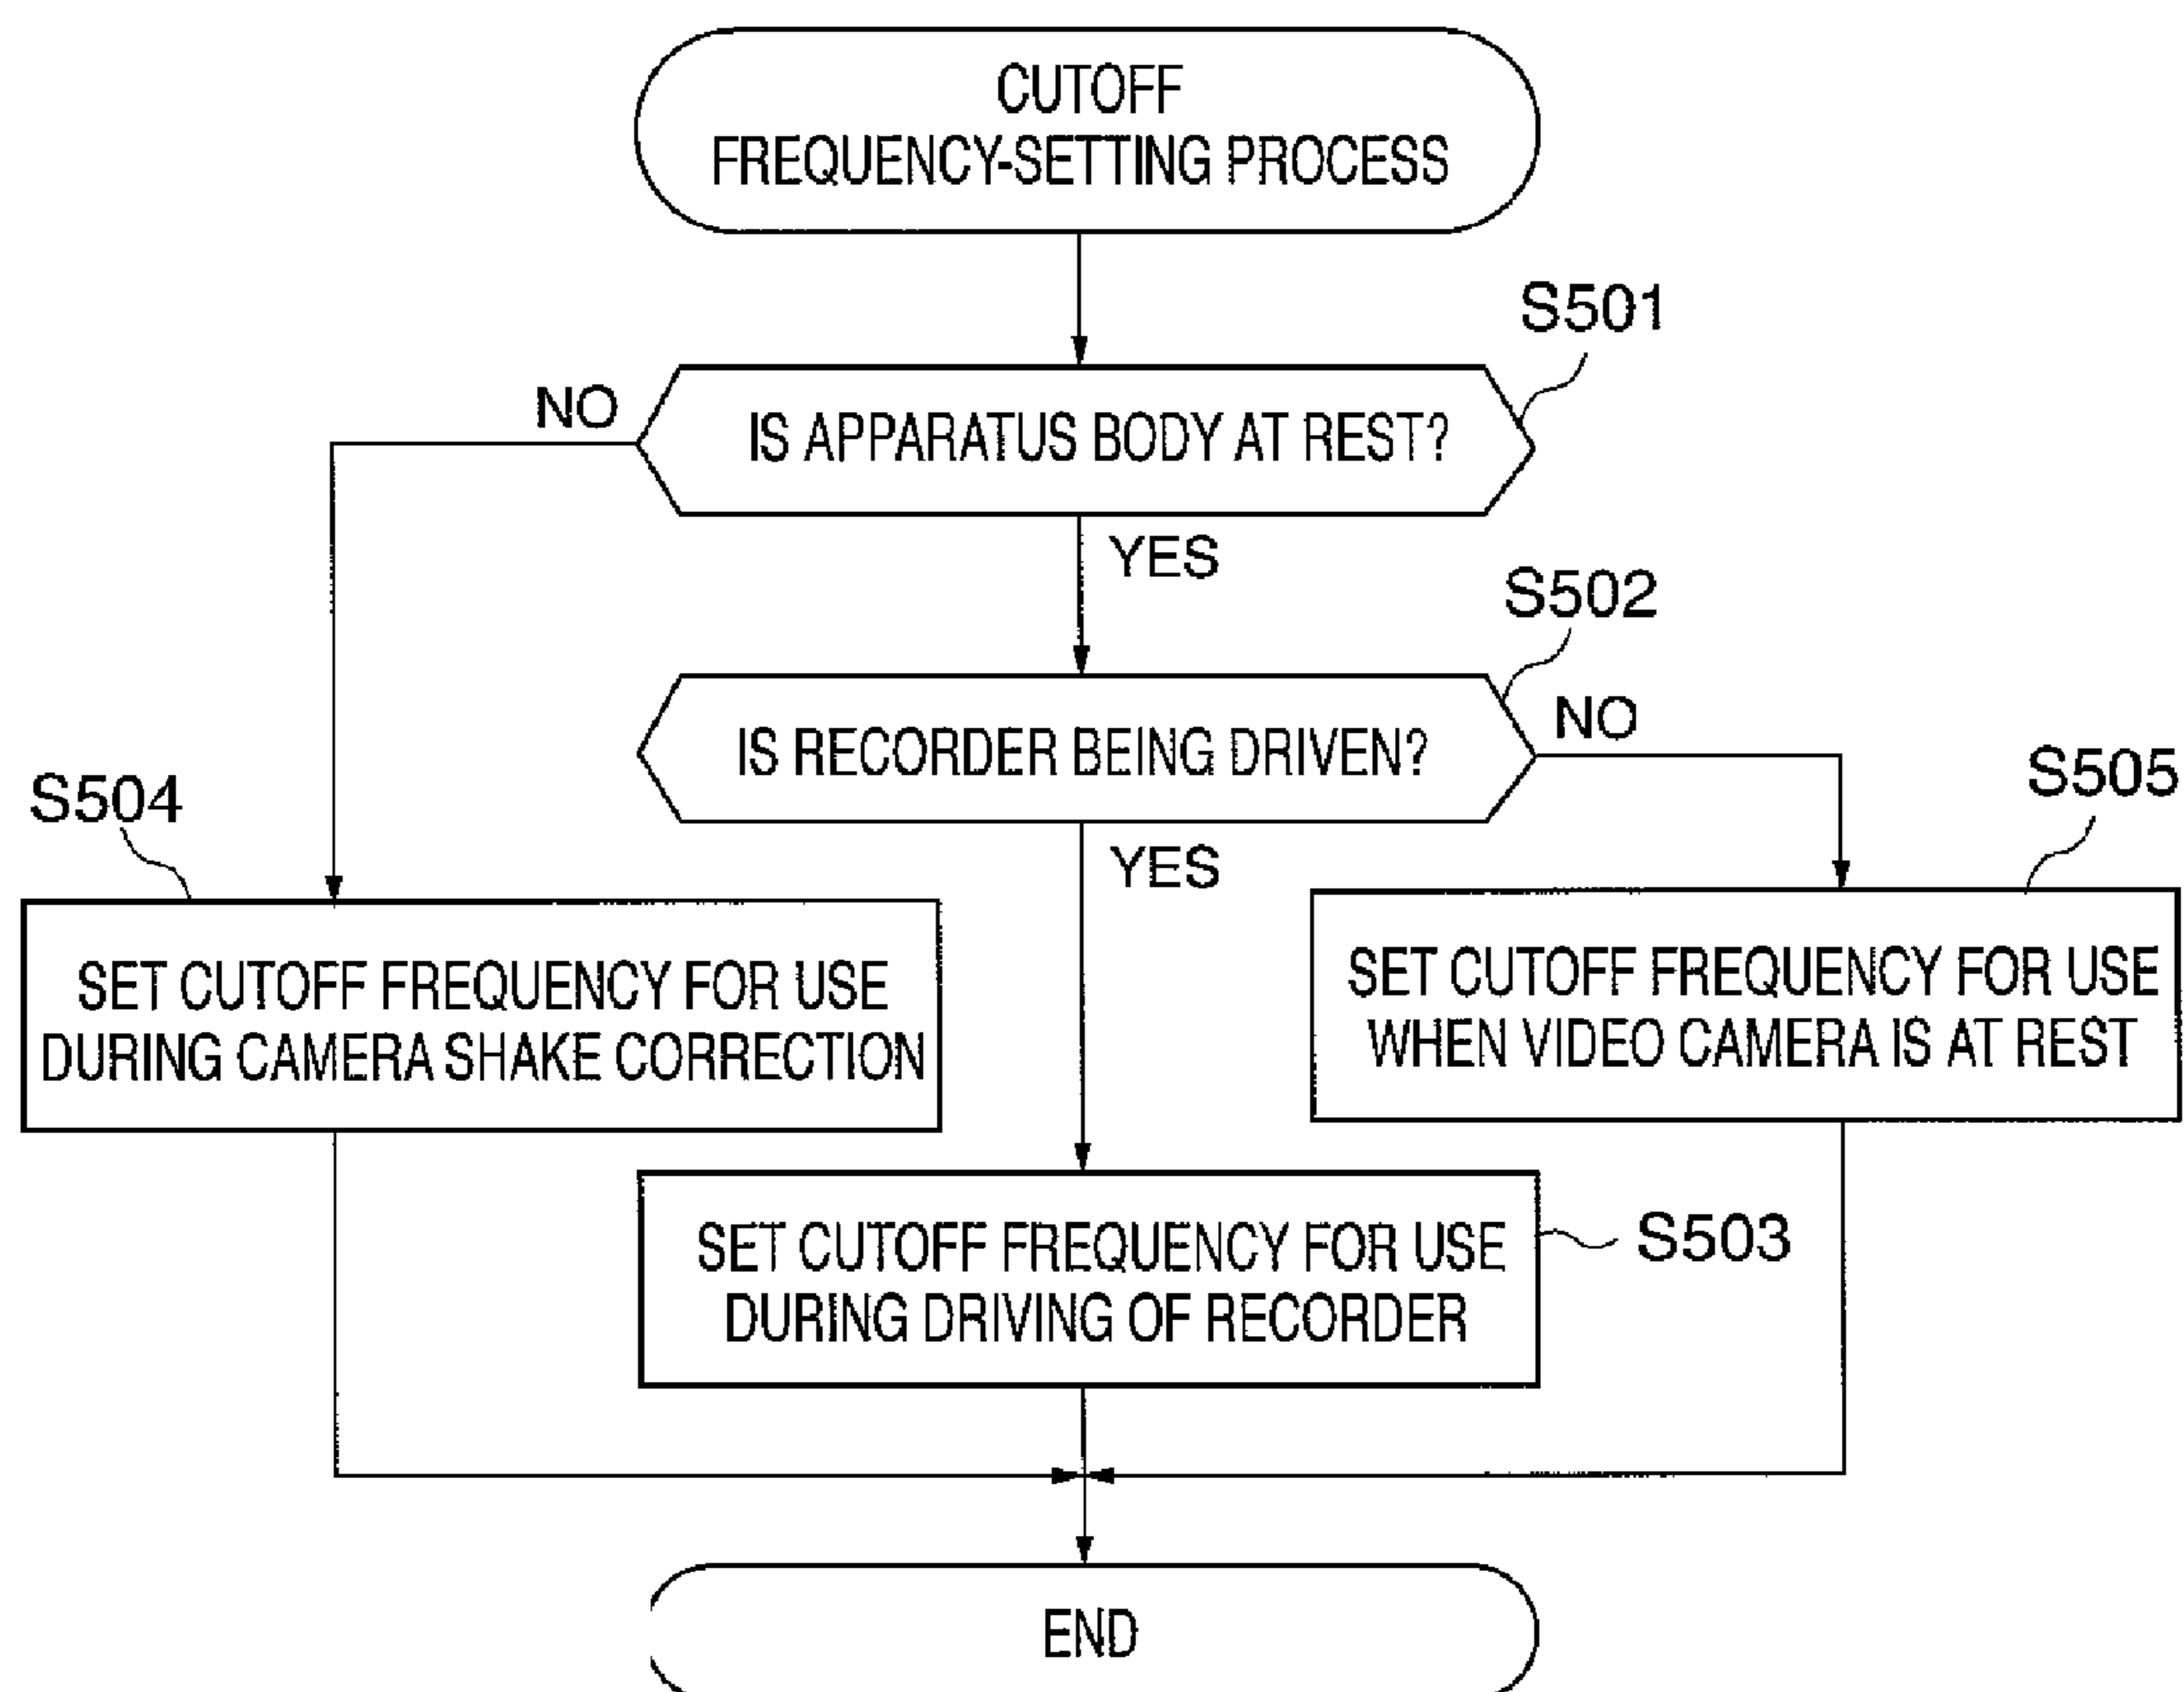 CUTOFF
FREQUENCY-SETTING PROCESS
S501
NO
IS APPARATUS BODY AT REST?
YES
S502
NO
IS RECORDER BEING DRIVEN?
S505
S504
YES
SET CUTOFF FREQUENCY FOR USE
DURING CAMERA SHAKE CORRECTION
SET CUTOFF FREQUENCY FOR USE
WHEN VIDEO CAMERA IS AT REST
SET CUTOFF FREQUENCY FOR USE
DURING DRIVING OF RECORDER
S503
END